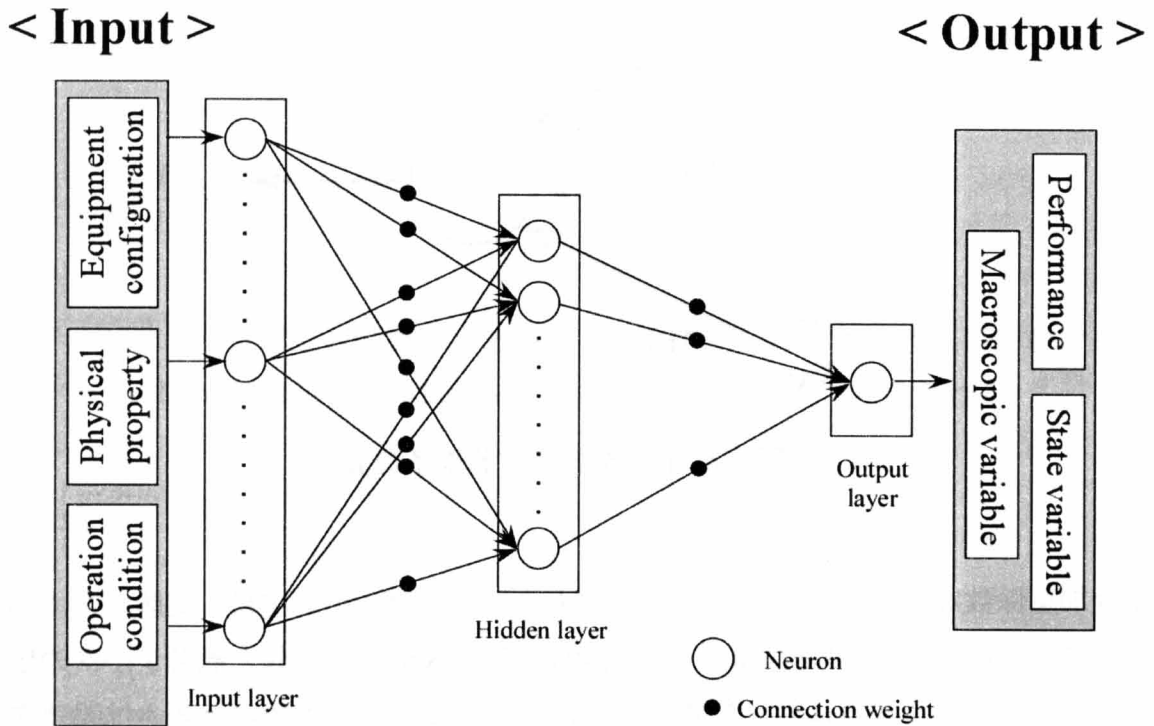 < Input >
< Output >
Equipment
configuration
Physical
property
Operation
condition
Input layer
Hidden layer
Output
layer
Macroscopic variable
Performance
State variable
Neuron
Connection weight